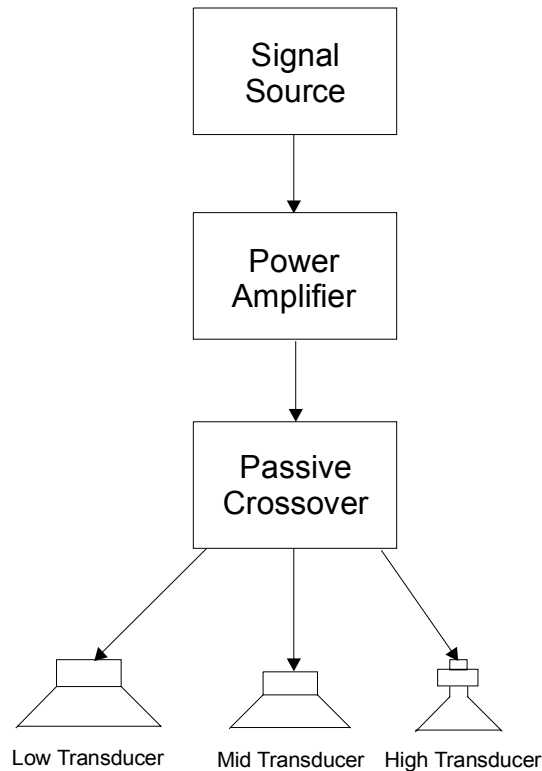 Signal
Source
Power
Amplifier
Passive
Crossover
Low Transducer
Mid Transducer
High Transducer